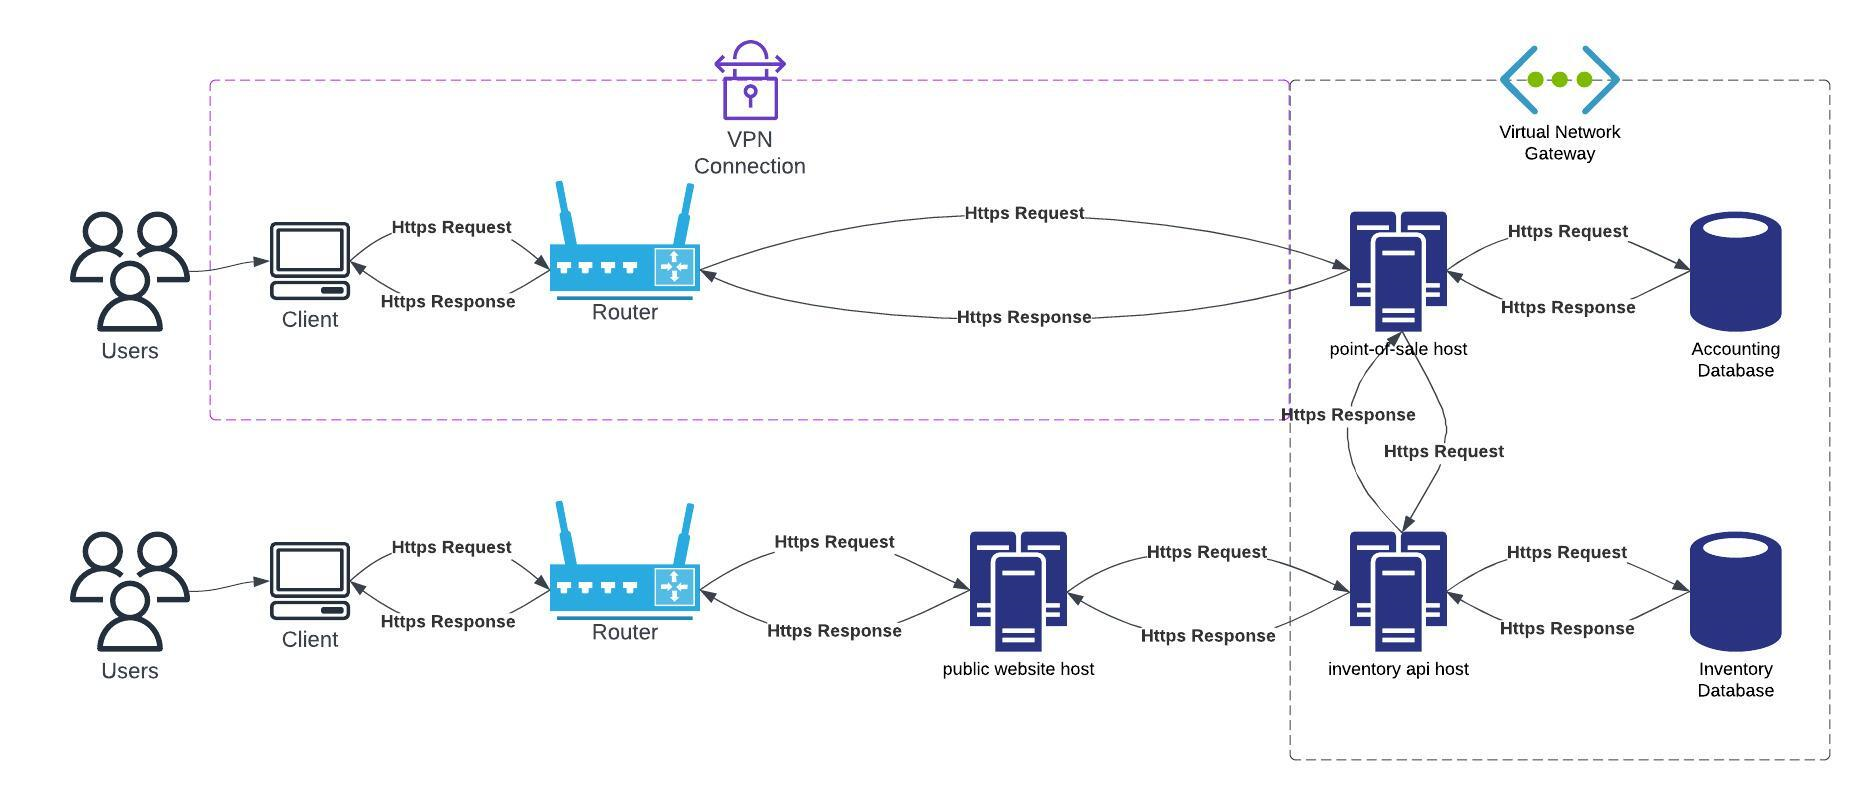 VPN
Connection
Virtual Network
Gateway
Https Request
Https Response
Https Request
Https Response
Https Request
Https Response
Users
Client
Router
point-of-sale host
Accounting
Database
Https Response
Https Request
Https Request
Https Response
Https Request
Https Response
Https Request
Https Response
Https Request
Https Response
Users
Client
Router
public website host
inventory api host
Inventory
Database